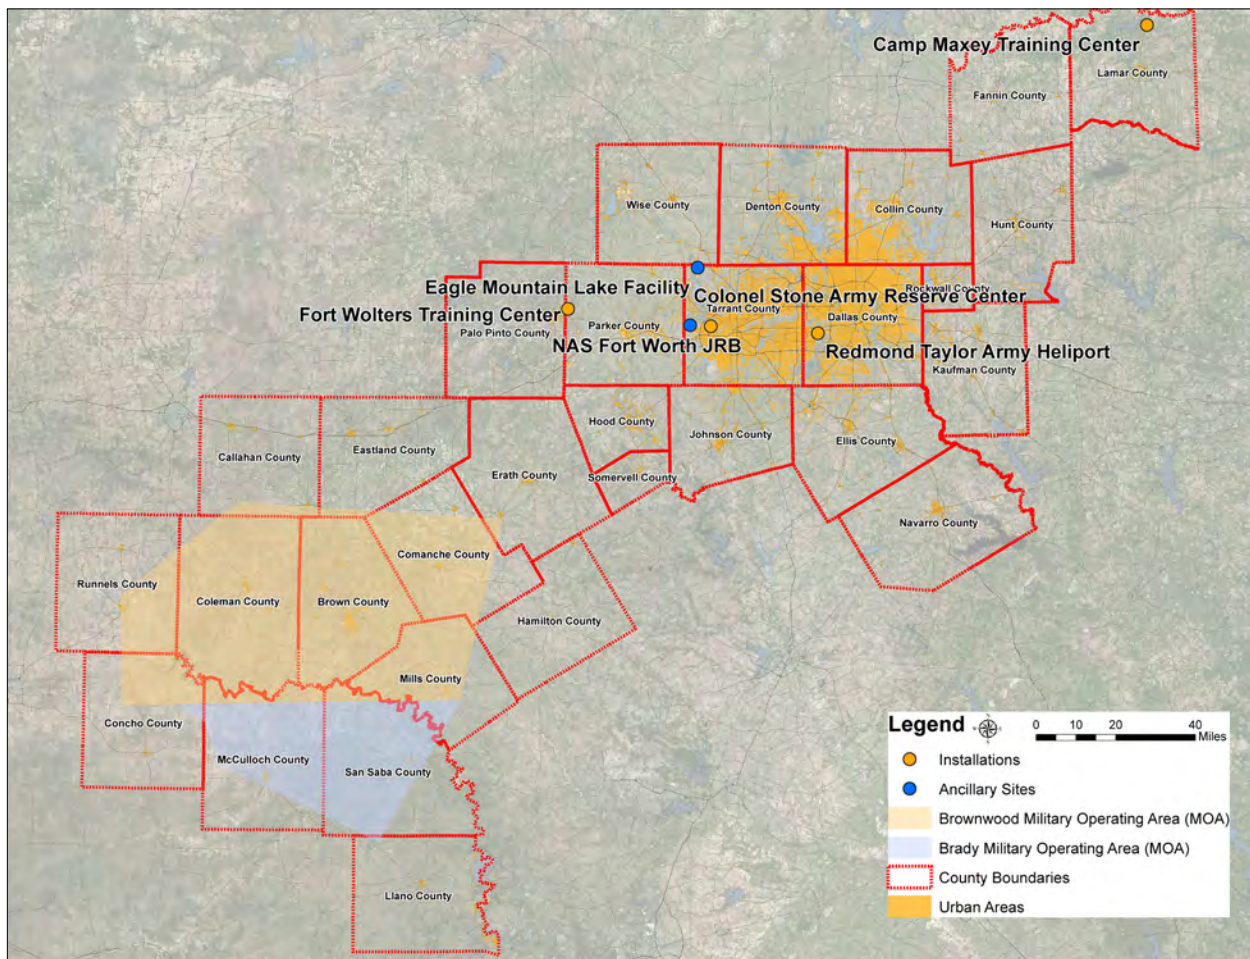 Camp Maxey Training Center
Lamar County
Fannin County
Wise County
Denton County
Collin County
Hunt County
Eagle Mountain Lake Facility
Colonel Stone Army Reserve Center
Rockwall County
Fort Wolters Training Center
Tarrant County
Dallas County
Palo Pinto County
Parker County
NAS Fort Worth JRB
Redmond Taylor Army Heliport
Kaufman County
Hood County
Johnson County
Ellis County
Callahan County
Eastland County
Erath County
Somervell County
Navarro County
Comanche County
Runnels County
Coleman County
Brown County
Hamilton County
Mills County
Concho County
McCulloch County
San Saba County
Llano County
Legend
0 10 20 40
Miles
Installations
Ancillary Sites
Brownwood Military Operating Area (MOA)
Brady Military Operating Area (MOA)
County Boundaries
Urban Areas